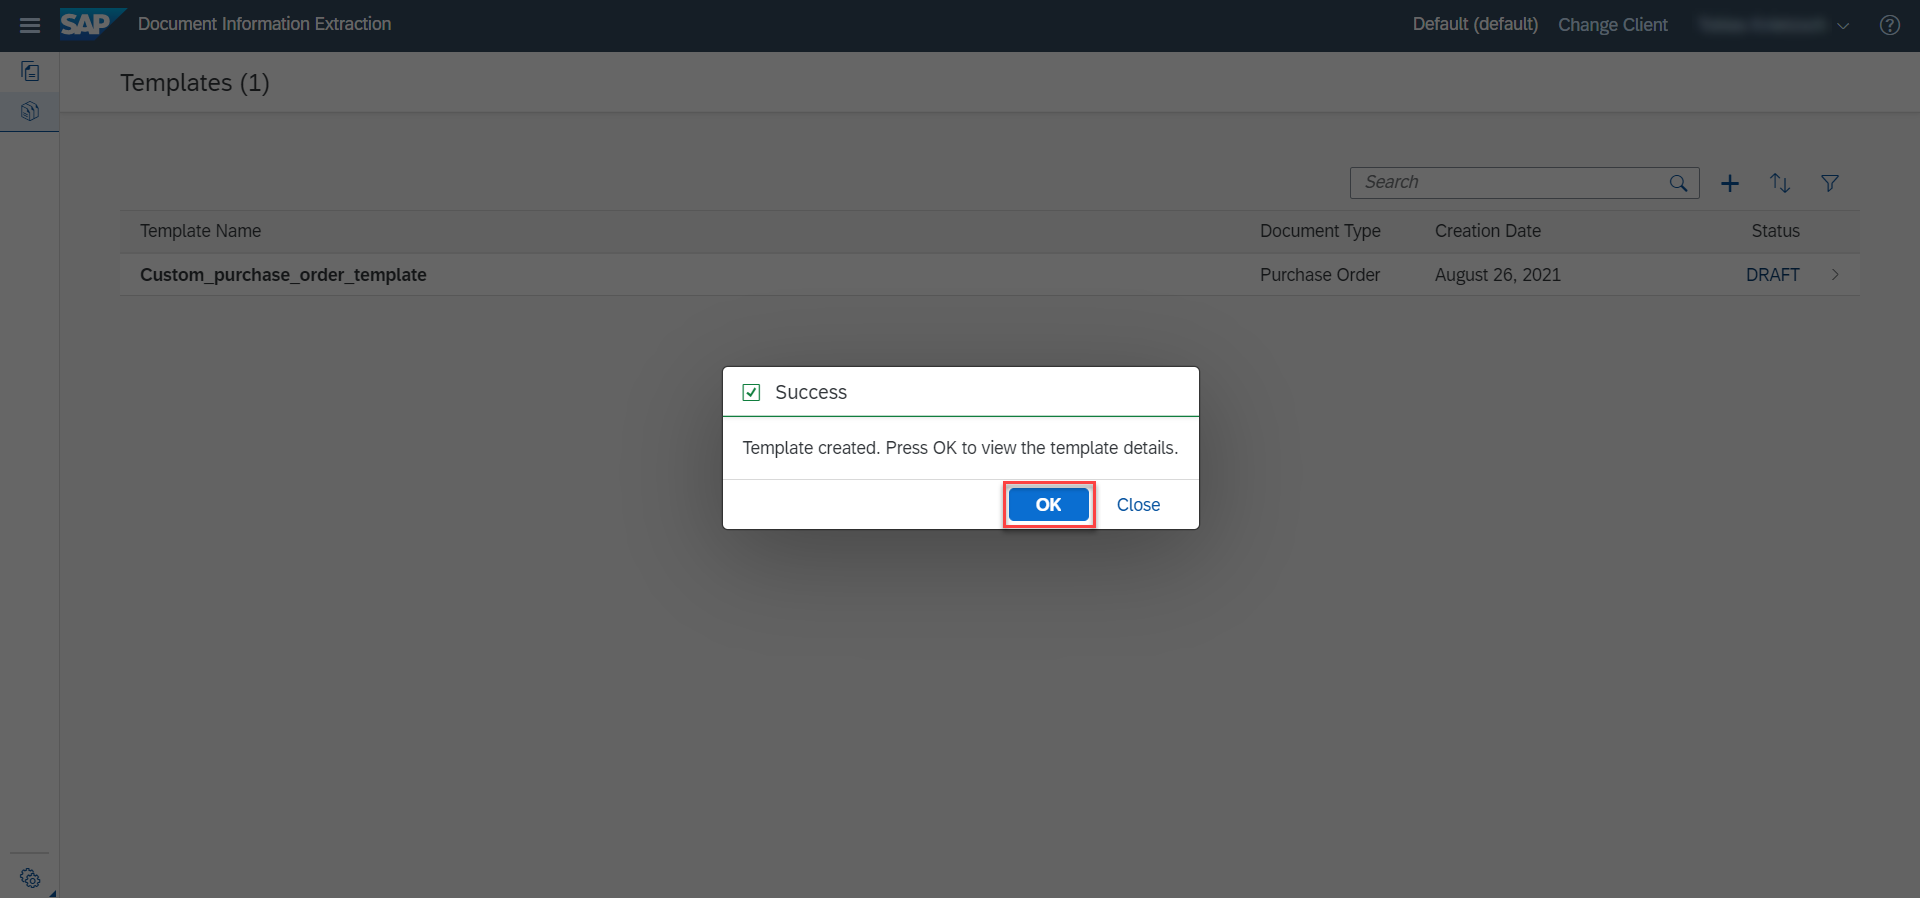 SAP Document Information Extraction Default (default) Change Client
Templates (1)
Search
Template Name Document Type Creation Date Status
Custom_purchase_order_template Purchase Order August 26, 2021 DRAFT
Success
Template created. Press OK to view the template details.
OK Close